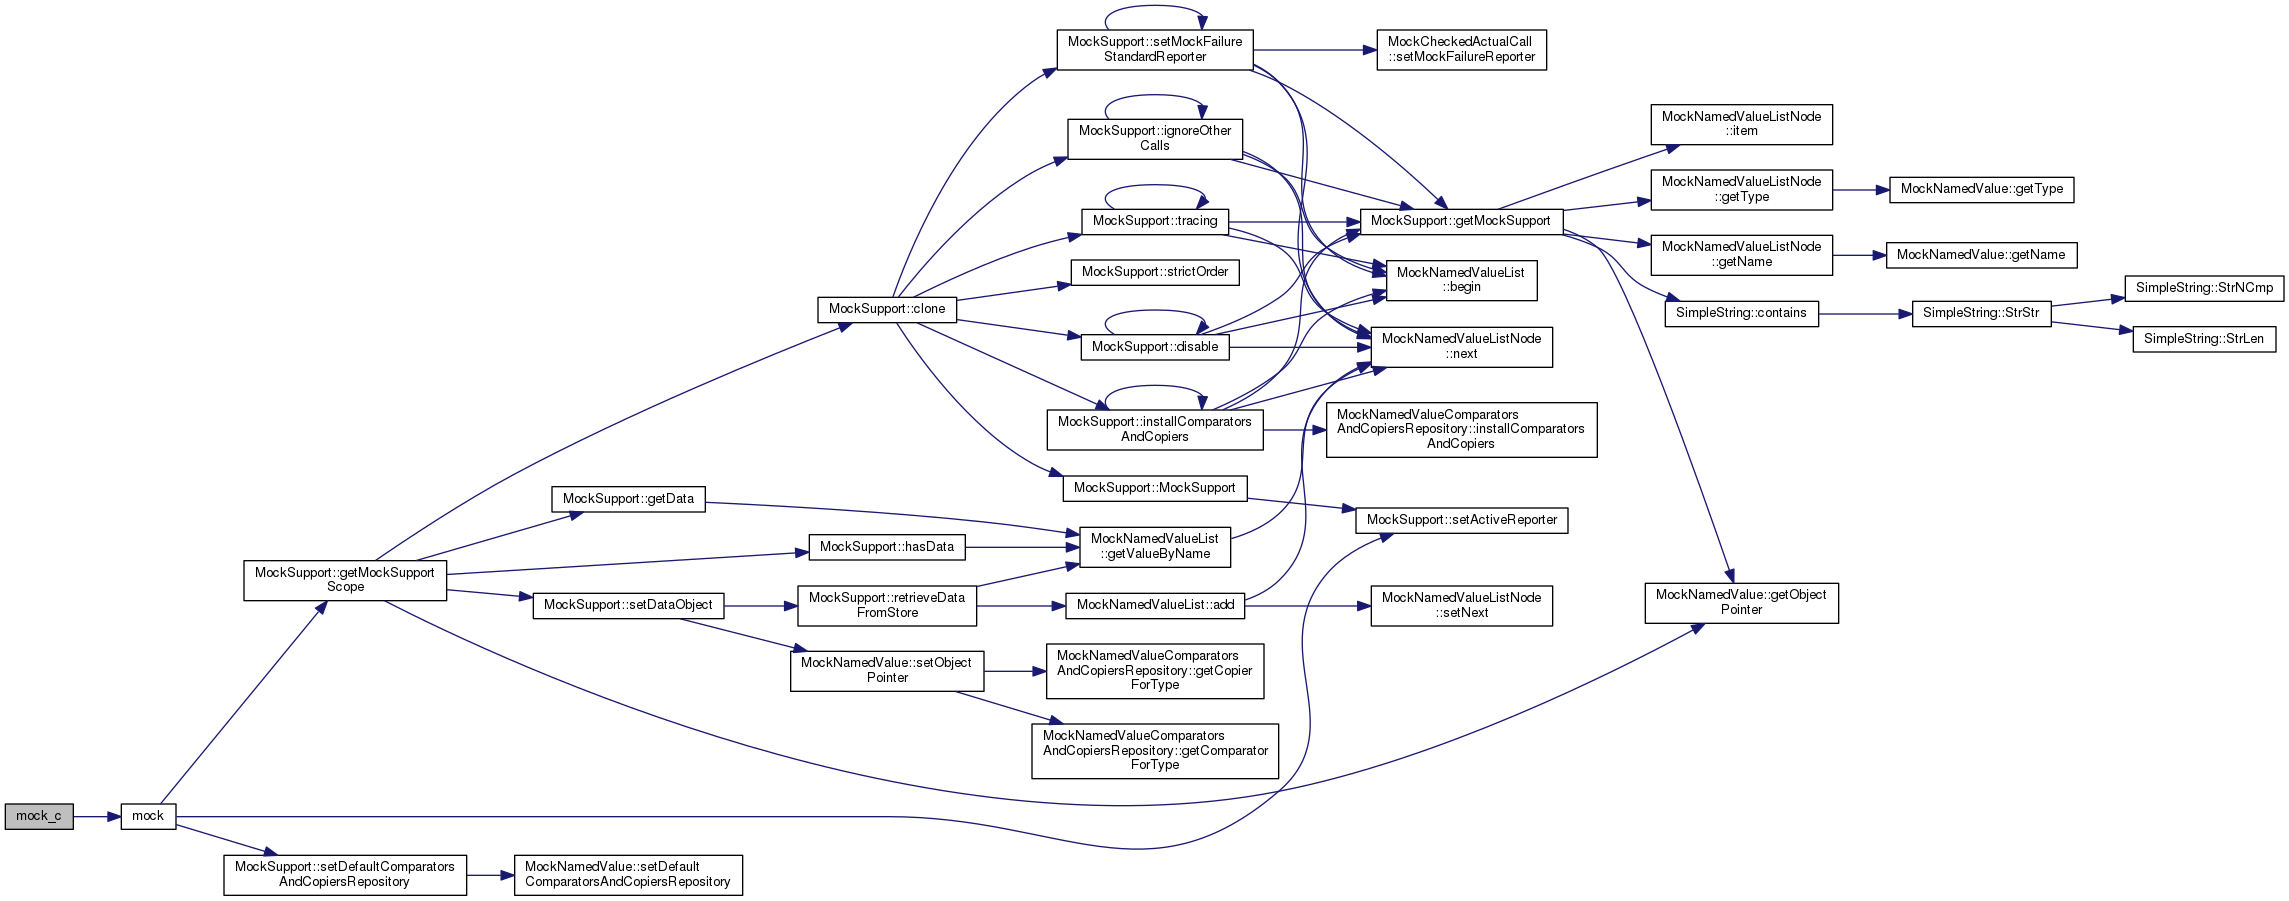 MockSupport::setMockFailure
StandardReporter
MockCheckedActualCall
::setMockFailureReporter
MockSupport::ignoreOther
Calls
MockNamedValueListNode
::item
MockNamedValueListNode
::getType
MockNamedValue::getType
MockSupport::tracing
MockSupport::getMockSupport
MockNamedValueListNode
::getName
MockNamedValue::getName
MockSupport::strictOrder
MockNamedValueList
::begin
SimpleString::StrNCmp
MockSupport::clone
SimpleString::contains
SimpleString::StrStr
SimpleString::StrLen
MockSupport::disable
MockNamedValueListNode
::next
MockSupport::installComparators
AndCopiers
MockNamedValueComparators
AndCopiersRepository::installComparators
AndCopiers
MockSupport::MockSupport
MockSupport::getData
MockSupport::setActiveReporter
MockSupport::hasData
MockNamedValueList
::getValueByName
MockSupport::getMockSupport
Scope
MockSupport::setDataObject
MockSupport::retrieveData
FromStore
MockNamedValueList::add
MockNamedValueListNode
::setNext
MockNamedValue::getObject
Pointer
MockNamedValue::setObject
Pointer
MockNamedValueComparators
AndCopiersRepository::getCopier
ForType
MockNamedValueComparators
AndCopiersRepository::getComparator
ForType
mock_c
mock
MockSupport::setDefaultComparators
AndCopiersRepository
MockNamedValue::setDefault
ComparatorsAndCopiersRepository